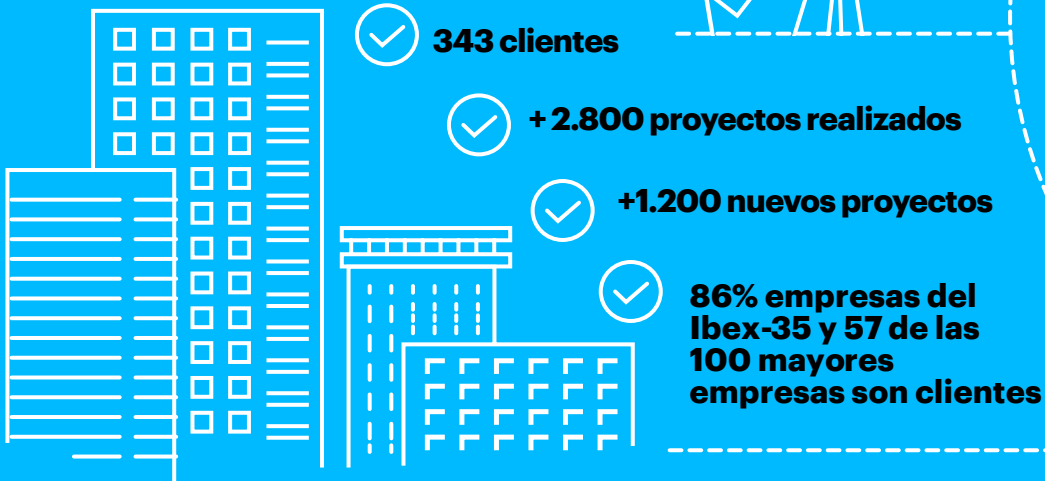 343 clientes
+ 2.800 proyectos realizados
+1.200 nuevos proyectos
86% empresas del
Ibex-35 y 57 de las
100 mayores
empresas son clientes